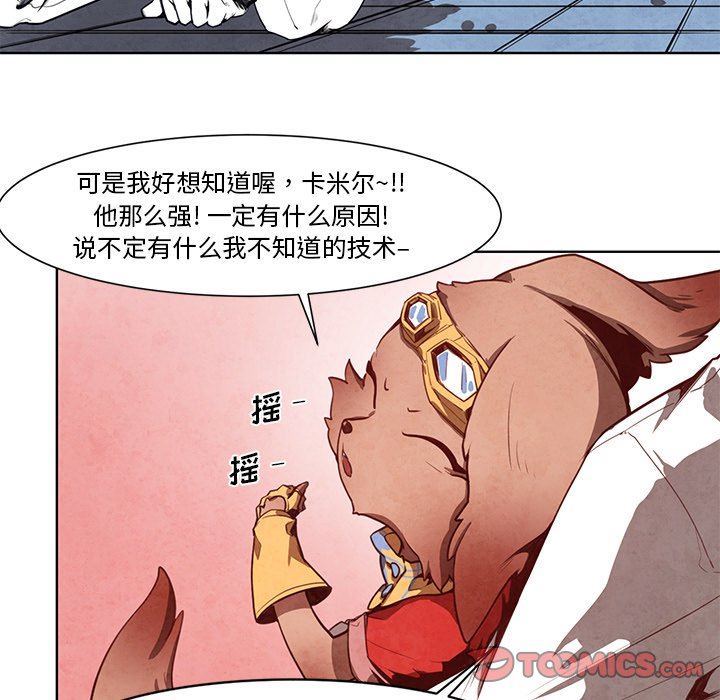 可是我好想知道喔，卡米尔~!!
他那么强! 一定有什么原因!
说不定有什么我不知道的技术–
摇–
摇–
TOOMICS.COM